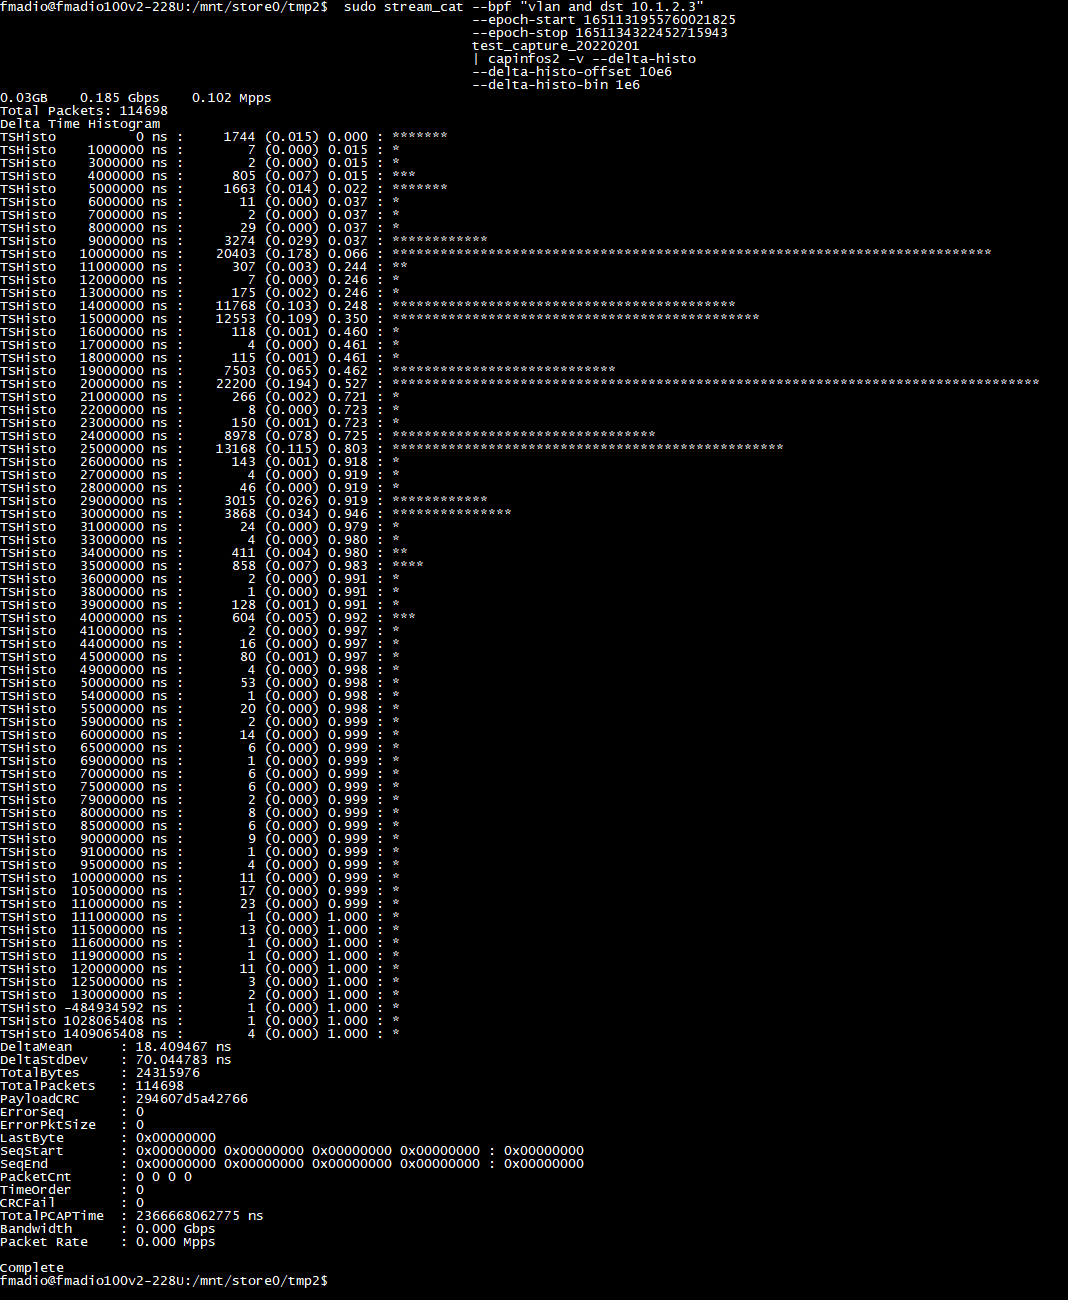 fmadio@fmadio100v2-228U:/mnt/store0/tmp2$  sudo stream_cat --bpf "vlan and dst 10.1.2.3"
--epoch-start 1651131955760021825
--epoch-stop 1651134322452715943
test_capture_20220201
| capinfos2 -v --delta-histo
--delta-histo-offset 10e6
--delta-histo-bin 1e6
0.03GB    0.185 Gbps    0.102 Mpps
Total Packets: 114698
Delta Time Histogram
TSHisto          0 ns :     1744 (0.015) 0.000 : *******
TSHisto    1000000 ns :        7 (0.000) 0.015 : *
TSHisto    3000000 ns :        2 (0.000) 0.015 : *
TSHisto    4000000 ns :      805 (0.007) 0.015 : ***
TSHisto    5000000 ns :     1663 (0.014) 0.022 : *******
TSHisto    6000000 ns :       11 (0.000) 0.037 : *
TSHisto    7000000 ns :        2 (0.000) 0.037 : *
TSHisto    8000000 ns :       29 (0.000) 0.037 : *
TSHisto    9000000 ns :     3274 (0.029) 0.037 : ************
TSHisto   10000000 ns :    20403 (0.178) 0.066 : ***************************************************************************
TSHisto   11000000 ns :      307 (0.003) 0.244 : **
TSHisto   12000000 ns :        7 (0.000) 0.246 : *
TSHisto   13000000 ns :      175 (0.002) 0.246 : *
TSHisto   14000000 ns :    11768 (0.103) 0.248 : *******************************************
TSHisto   15000000 ns :    12553 (0.109) 0.350 : **********************************************
TSHisto   16000000 ns :      118 (0.001) 0.460 : *
TSHisto   17000000 ns :        4 (0.000) 0.461 : *
TSHisto   18000000 ns :      115 (0.001) 0.461 : *
TSHisto   19000000 ns :     7503 (0.065) 0.462 : ****************************
TSHisto   20000000 ns :    22200 (0.194) 0.527 : *********************************************************************************
TSHisto   21000000 ns :      266 (0.002) 0.721 : *
TSHisto   22000000 ns :        8 (0.000) 0.723 : *
TSHisto   23000000 ns :      150 (0.001) 0.723 : *
TSHisto   24000000 ns :     8978 (0.078) 0.725 : *********************************
TSHisto   25000000 ns :    13168 (0.115) 0.803 : *************************************************
TSHisto   26000000 ns :      143 (0.001) 0.918 : *
TSHisto   27000000 ns :        4 (0.000) 0.919 : *
TSHisto   28000000 ns :       46 (0.000) 0.919 : *
TSHisto   29000000 ns :     3015 (0.026) 0.919 : ************
TSHisto   30000000 ns :     3868 (0.034) 0.946 : ***************
TSHisto   31000000 ns :       24 (0.000) 0.979 : *
TSHisto   33000000 ns :        4 (0.000) 0.980 : *
TSHisto   34000000 ns :      411 (0.004) 0.980 : **
TSHisto   35000000 ns :      858 (0.007) 0.983 : ****
TSHisto   36000000 ns :        2 (0.000) 0.991 : *
TSHisto   38000000 ns :        1 (0.000) 0.991 : *
TSHisto   39000000 ns :      128 (0.001) 0.991 : *
TSHisto   40000000 ns :      604 (0.005) 0.992 : ***
TSHisto   41000000 ns :        2 (0.000) 0.997 : *
TSHisto   44000000 ns :       16 (0.000) 0.997 : *
TSHisto   45000000 ns :       80 (0.001) 0.997 : *
TSHisto   49000000 ns :        4 (0.000) 0.998 : *
TSHisto   50000000 ns :       53 (0.000) 0.998 : *
TSHisto   54000000 ns :        1 (0.000) 0.998 : *
TSHisto   55000000 ns :       20 (0.000) 0.998 : *
TSHisto   59000000 ns :        2 (0.000) 0.999 : *
TSHisto   60000000 ns :       14 (0.000) 0.999 : *
TSHisto   65000000 ns :        6 (0.000) 0.999 : *
TSHisto   69000000 ns :        1 (0.000) 0.999 : *
TSHisto   70000000 ns :        6 (0.000) 0.999 : *
TSHisto   75000000 ns :        6 (0.000) 0.999 : *
TSHisto   79000000 ns :        2 (0.000) 0.999 : *
TSHisto   80000000 ns :        8 (0.000) 0.999 : *
TSHisto   85000000 ns :        6 (0.000) 0.999 : *
TSHisto   90000000 ns :        9 (0.000) 0.999 : *
TSHisto   91000000 ns :        1 (0.000) 0.999 : *
TSHisto   95000000 ns :        4 (0.000) 0.999 : *
TSHisto  100000000 ns :       11 (0.000) 0.999 : *
TSHisto  105000000 ns :       17 (0.000) 0.999 : *
TSHisto  110000000 ns :       23 (0.000) 0.999 : *
TSHisto  111000000 ns :        1 (0.000) 1.000 : *
TSHisto  115000000 ns :       13 (0.000) 1.000 : *
TSHisto  116000000 ns :        1 (0.000) 1.000 : *
TSHisto  119000000 ns :        1 (0.000) 1.000 : *
TSHisto  120000000 ns :       11 (0.000) 1.000 : *
TSHisto  125000000 ns :        3 (0.000) 1.000 : *
TSHisto  130000000 ns :        2 (0.000) 1.000 : *
TSHisto -484934592 ns :        1 (0.000) 1.000 : *
TSHisto 1028065408 ns :        1 (0.000) 1.000 : *
TSHisto 1409065408 ns :        4 (0.000) 1.000 : *
DeltaMean      : 18.409467 ns
DeltaStdDev    : 70.044783 ns
TotalBytes     : 24315976
TotalPackets   : 114698
PayloadCRC     : 294607d5a42766
ErrorSeq       : 0
ErrorPktSize   : 0
LastByte       : 0x00000000
SeqStart       : 0x00000000 0x00000000 0x00000000 0x00000000 : 0x00000000
SeqEnd         : 0x00000000 0x00000000 0x00000000 0x00000000 : 0x00000000
PacketCnt      : 0 0 0 0
TimeOrder      : 0
CRCFail        : 0
TotalPCAPTime  : 2366668062775 ns
Bandwidth      : 0.000 Gbps
Packet Rate    : 0.000 Mpps
Complete
fmadio@fmadio100v2-228U:/mnt/store0/tmp2$